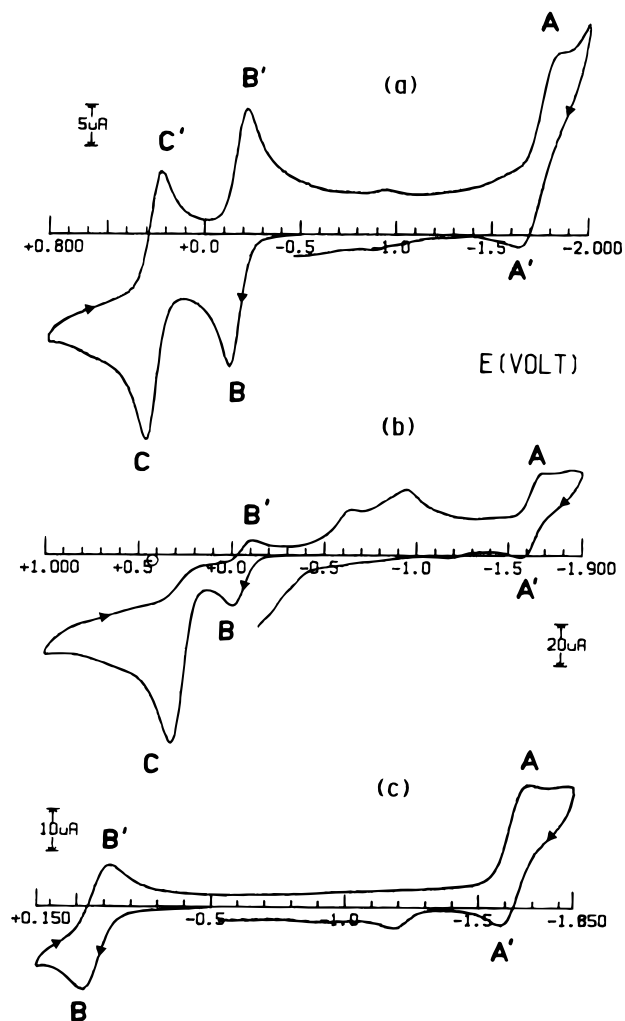 A
B'
(a)
5uA
C'
+0.800 +0.0 -0.5 -1.0 -1.5 -2.000
A'
B
E(VOLT)
C
(b)
A
B'
+1.000 +0.5 +0.0 -0.5 -1.0 -1.5 -1.900
A'
B
20uA
C
A
(c)
10uA
B'
+0.150 -0.5 -1.0 -1.5 -1.850
A'
B